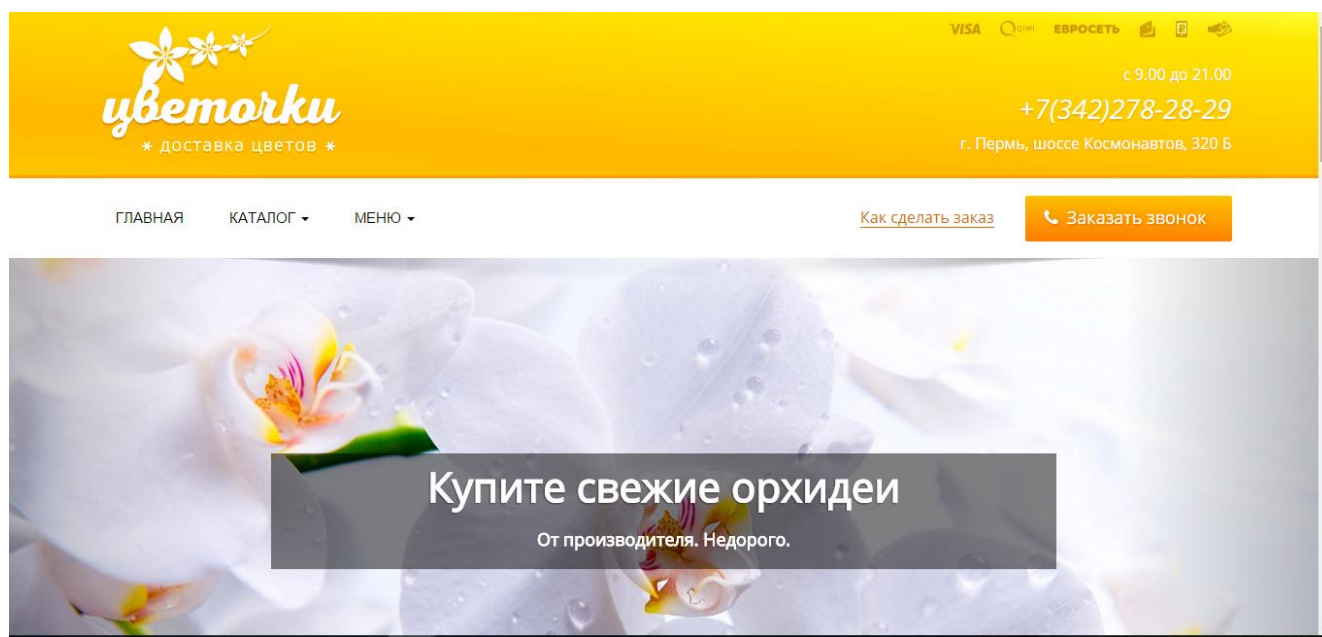 VISA QIWI ЕВРОСЕТЬ
цветочки
* доставка цветов *
с 9.00 до 21.00
+7(342)278-28-29
г. Пермь, шоссе Космонавтов, 320 Б
ГЛАВНАЯ КАТАЛОГ МЕНЮ Как сделать заказ Заказать звонок
Купите свежие орхидеи
От производителя. Недорого.